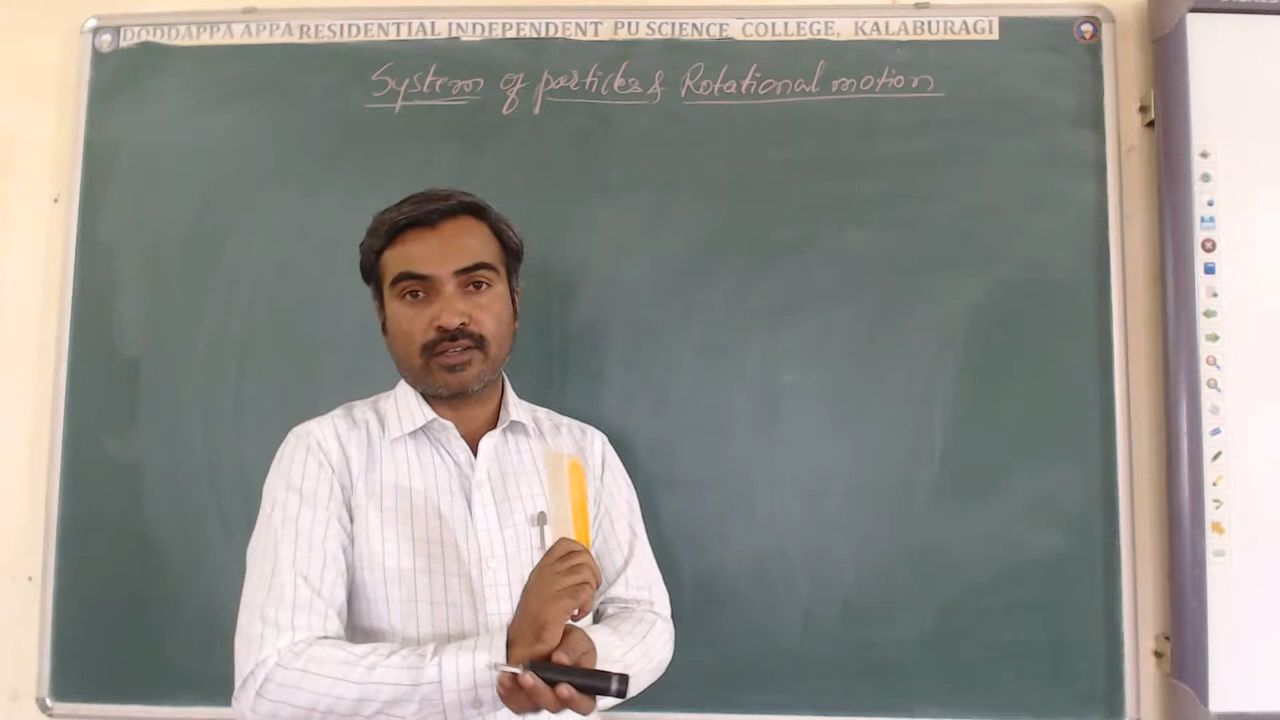 DODDAPPA APPA RESIDENTIAL INDEPENDENT PU SCIENCE COLLEGE, KALABURAGI
System of particles & Rotational motion